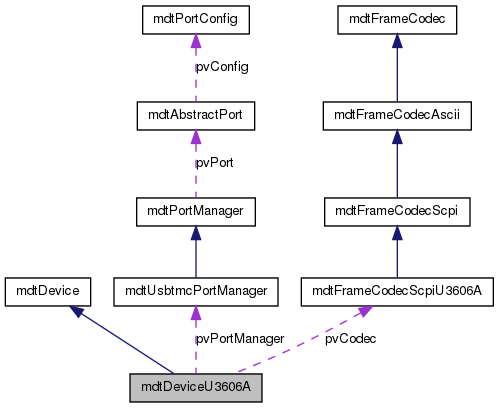 mdtPortConfig
mdtFrameCodec
pvConfig
mdtAbstractPort
mdtFrameCodecAscii
pvPort
mdtPortManager
mdtFrameCodecScpi
mdtDevice
mdtUsbtmcPortManager
mdtFrameCodecScpiU3606A
pvPortManager
pvCodec
mdtDeviceU3606A